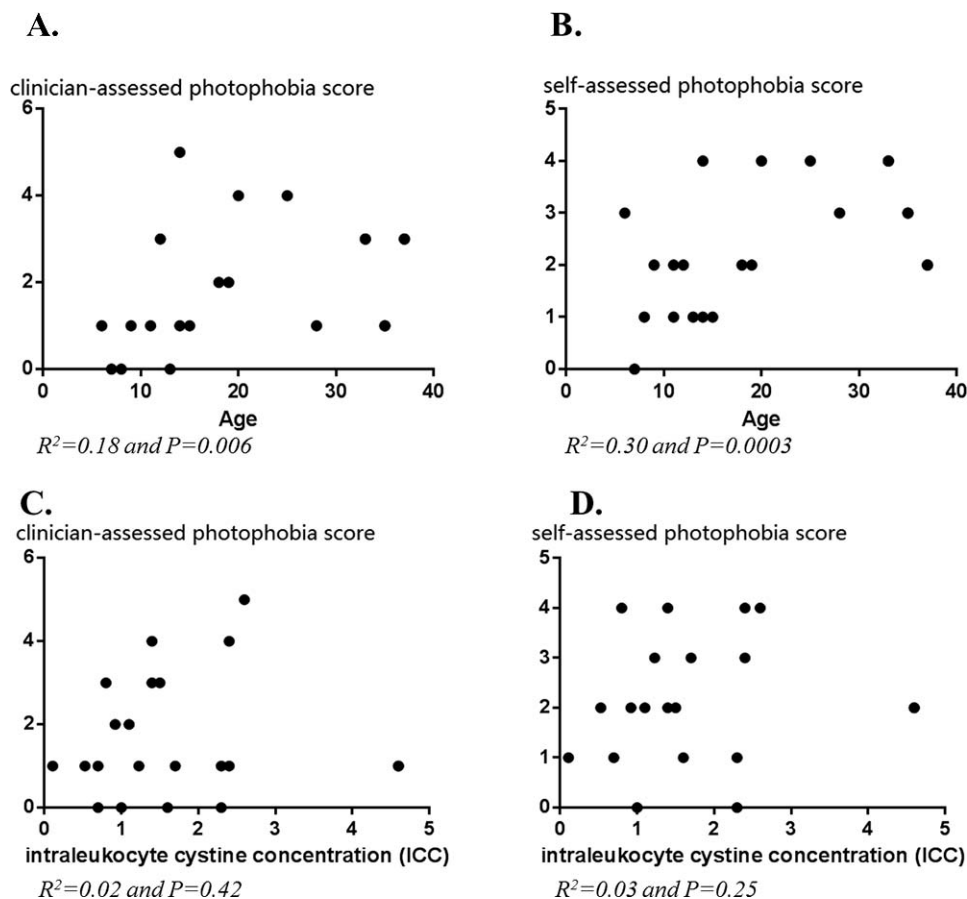 A.
clinician-assessed photophobia score
6
4
2
0
0 10 20 30 40
Age
R²=0.18 and P=0.006
B.
self-assessed photophobia score
5
4
3
2
1
0
0 10 20 30 40
Age
R²=0.30 and P=0.0003
C.
clinician-assessed photophobia score
6
4
2
0
0 1 2 3 4 5
intraleukocyte cystine concentration (ICC)
R²=0.02 and P=0.42
D.
self-assessed photophobia score
5
4
3
2
1
0
0 1 2 3 4 5
intraleukocyte cystine concentration (ICC)
R²=0.03 and P=0.25